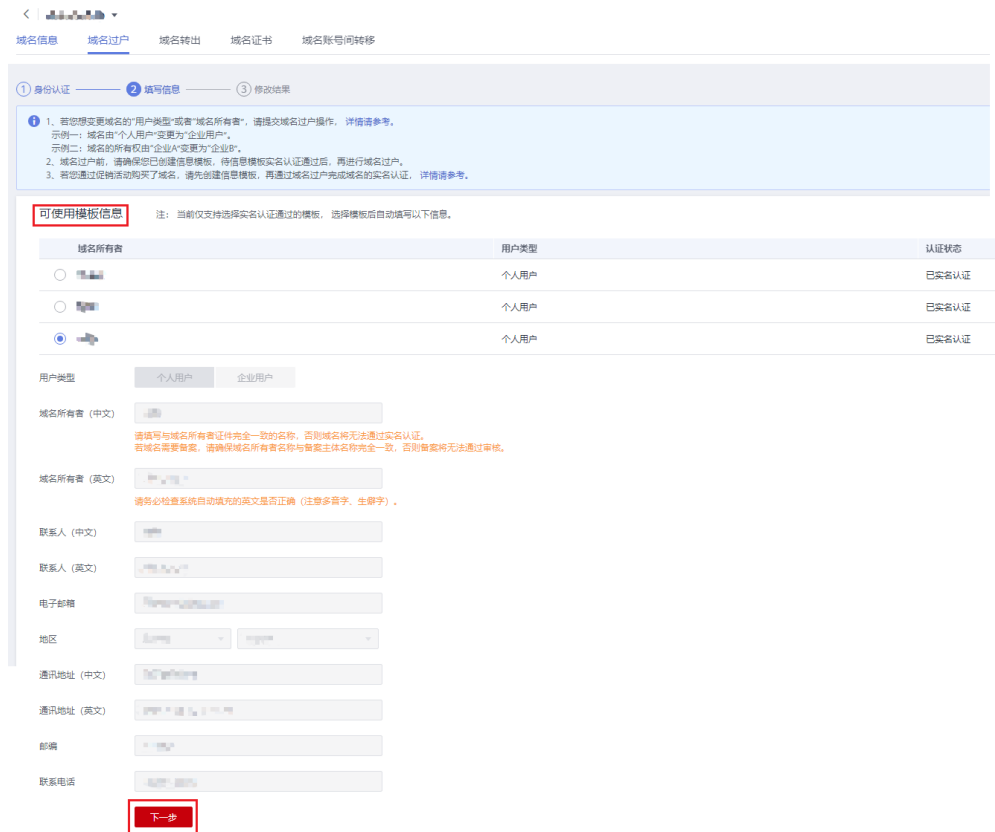 域名信息 域名过户 域名转出 域名证书 域名账号间转移
1 身份认证 2 填写信息 3 修改结果
1、若您想变更域名的"用户类型"或者"域名所有者"，请提交域名过户操作， 详情请参考。
示例一：域名由"个人用户"变更为"企业用户"。
示例二：域名的所有权由"企业A"变更为"企业B"。
2、域名过户前，请确保您已创建信息模板，待信息模板实名认证通过后，再进行域名过户。
3、若您通过促销活动购买了域名，请先创建信息模板，再通过域名过户完成域名的实名认证， 详情请参考。
可使用模板信息 注： 当前仅支持选择实名认证通过的模板， 选择模板后自动填写以下信息。
域名所有者 用户类型 认证状态
个人用户 已实名认证
个人用户 已实名认证
个人用户 已实名认证
用户类型 个人用户 企业用户
域名所有者（中文）
请填写与域名所有者证件完全一致的名称，否则域名将无法通过实名认证。
若域名需要备案，请确保域名所有者名称与备案主体名称完全一致，否则备案将无法通过审核。
域名所有者（英文）
请务必检查系统自动填充的英文是否正确（注意多音字、生僻字）。
联系人（中文）
联系人（英文）
电子邮箱
地区
通讯地址（中文）
通讯地址（英文）
邮编
联系电话
下一步